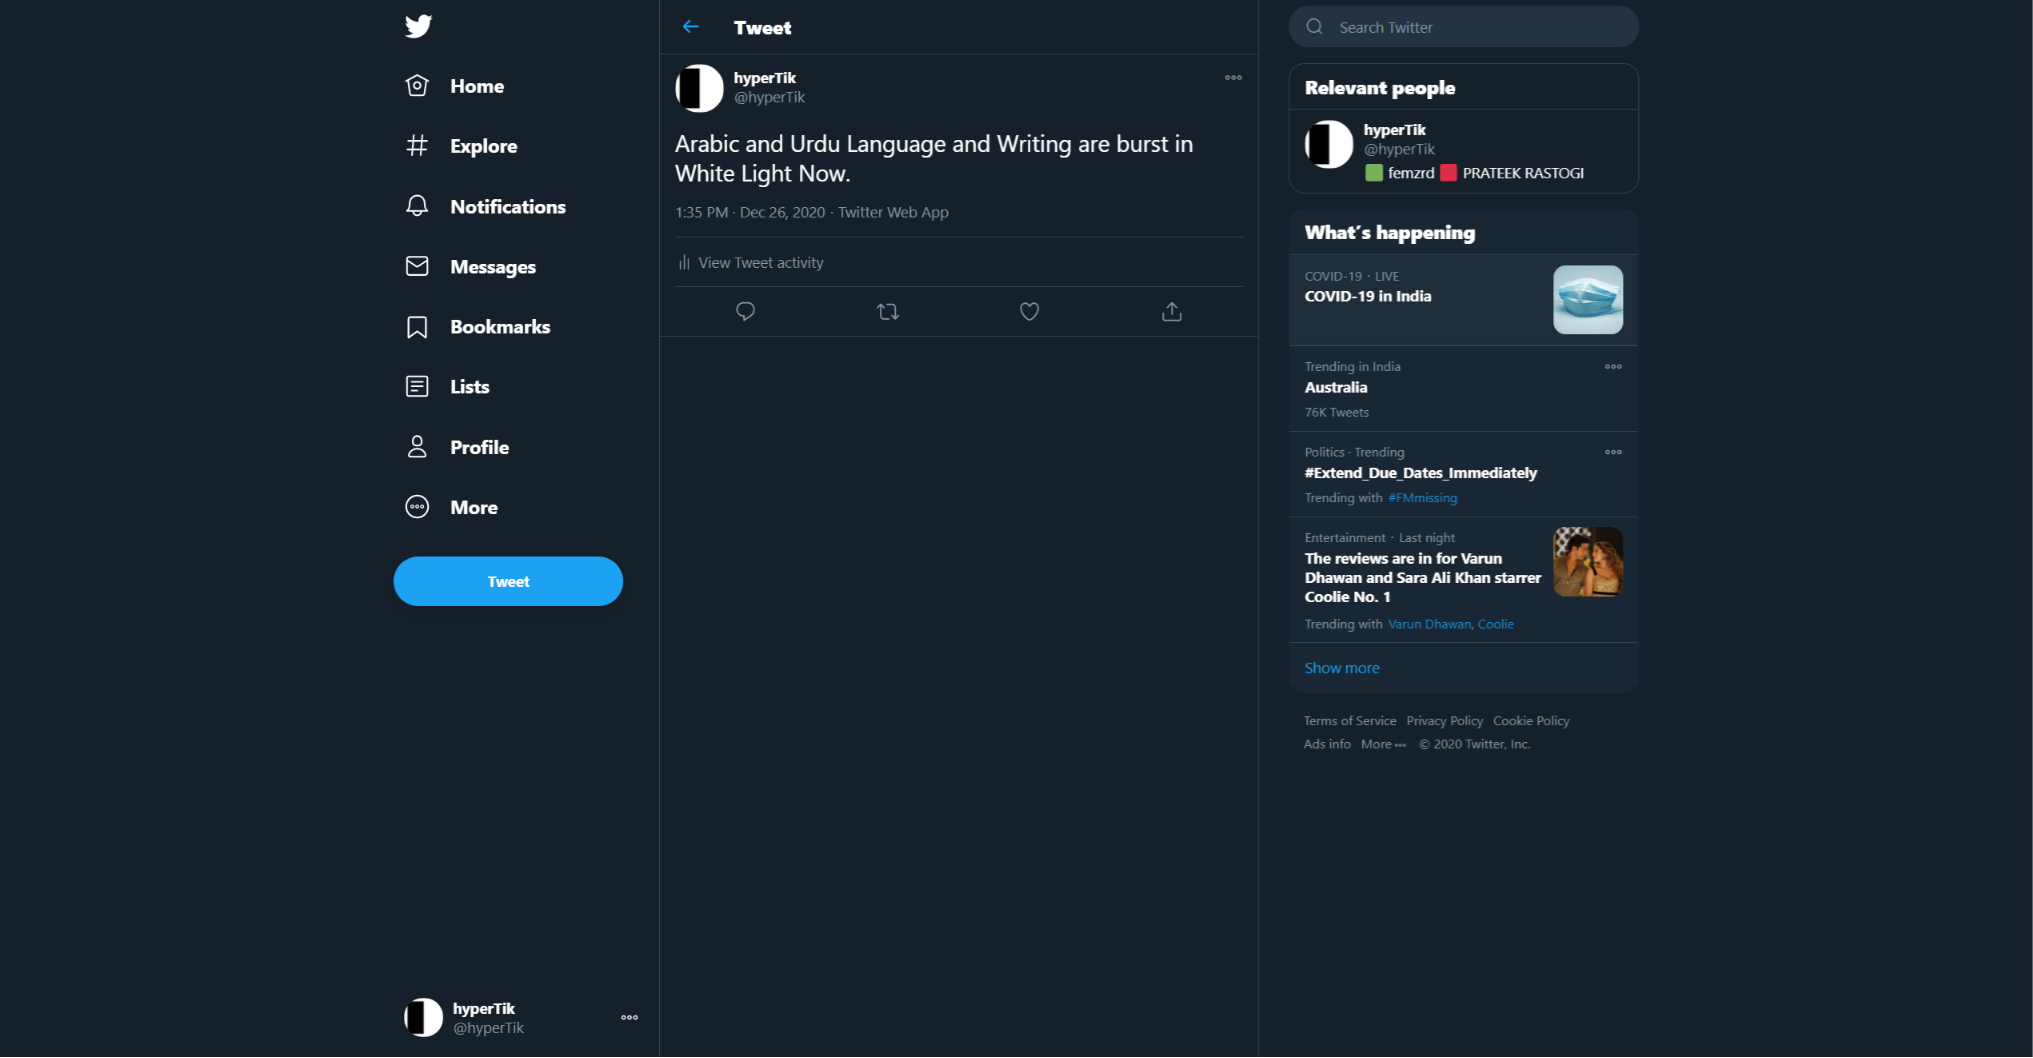 Home
Explore
Notifications
Messages
Bookmarks
Lists
Profile
More
Tweet
hyperTik
@hyperTik
Tweet
hyperTik
@hyperTik
Arabic and Urdu Language and Writing are burst in
White Light Now.
1:35 PM · Dec 26, 2020 · Twitter Web App
View Tweet activity
Search Twitter
Relevant people
hyperTik
@hyperTik
🟩 femzrd 🟥 PRATEEK RASTOGI
What's happening
COVID-19 · LIVE
COVID-19 in India
Trending in India
Australia
76K Tweets
Politics · Trending
#Extend_Due_Dates_Immediately
Trending with #FMmissing
Entertainment · Last night
The reviews are in for Varun
Dhawan and Sara Ali Khan starrer
Coolie No. 1
Trending with Varun Dhawan, Coolie
Show more
Terms of Service Privacy Policy Cookie Policy
Ads info More ••• © 2020 Twitter, Inc.